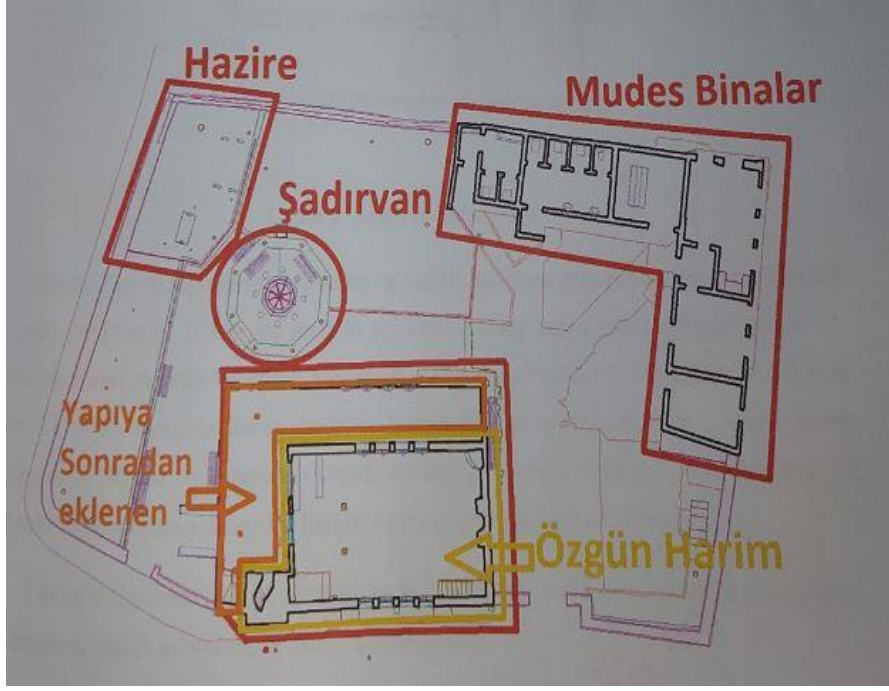 Hazire
Mudes Binalar
Şadırvan
Yapıya
Sonradan
eklenen
Özgün Harim